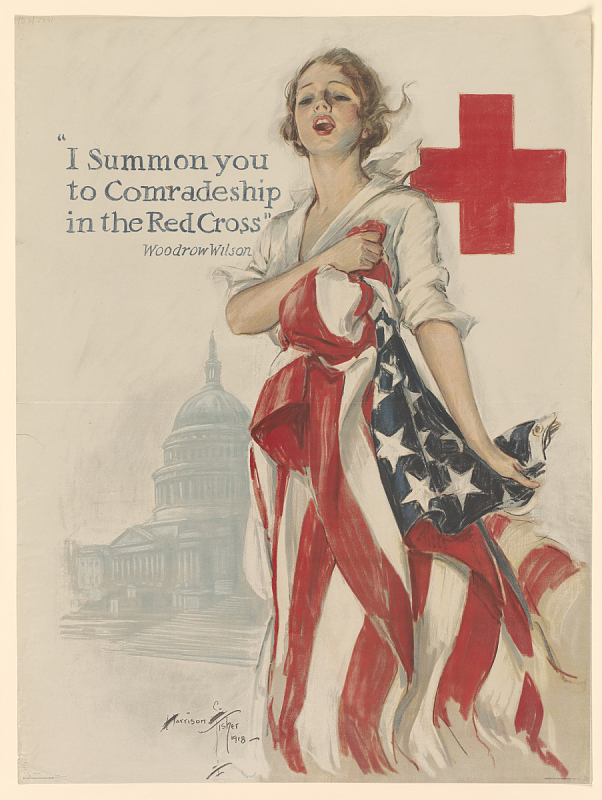 "I Summon you
to Comradeship
in the Red Cross"
Woodrow Wilson
Harrison Fisher
1918